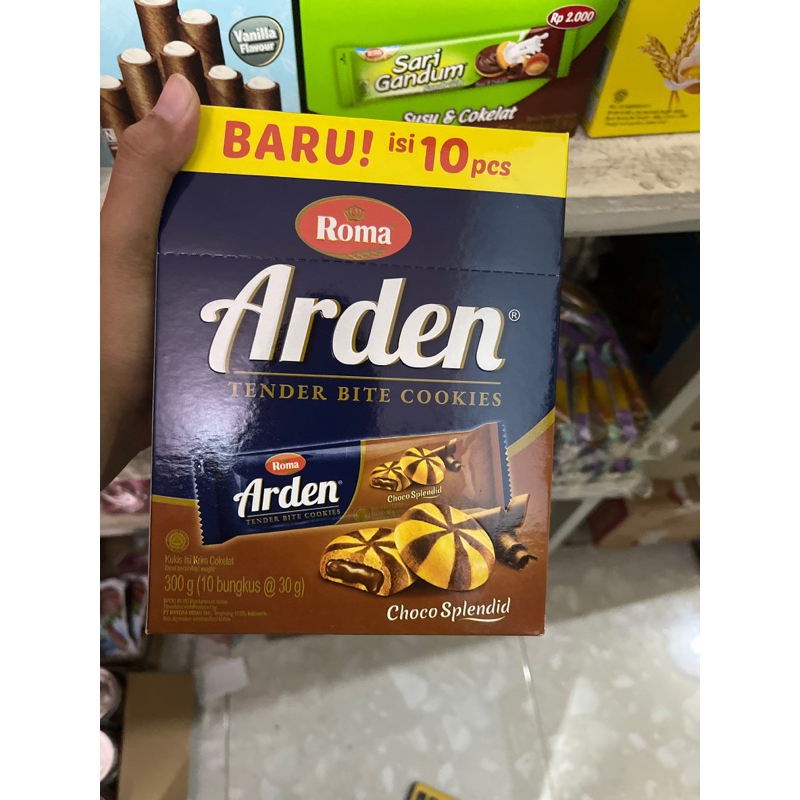 Vanilla
Flavour
Rp 2.000
Sari
Gandum
Susu & Cokelat
BARU! isi 10 pcs
Roma
Arden®
TENDER BITE COOKIES
Roma
Arden
TENDER BITE COOKIES
Choco Splendid
Kukis Isi Krim Cokelat
300 g (10 bungkus @ 30 g)
Choco Splendid